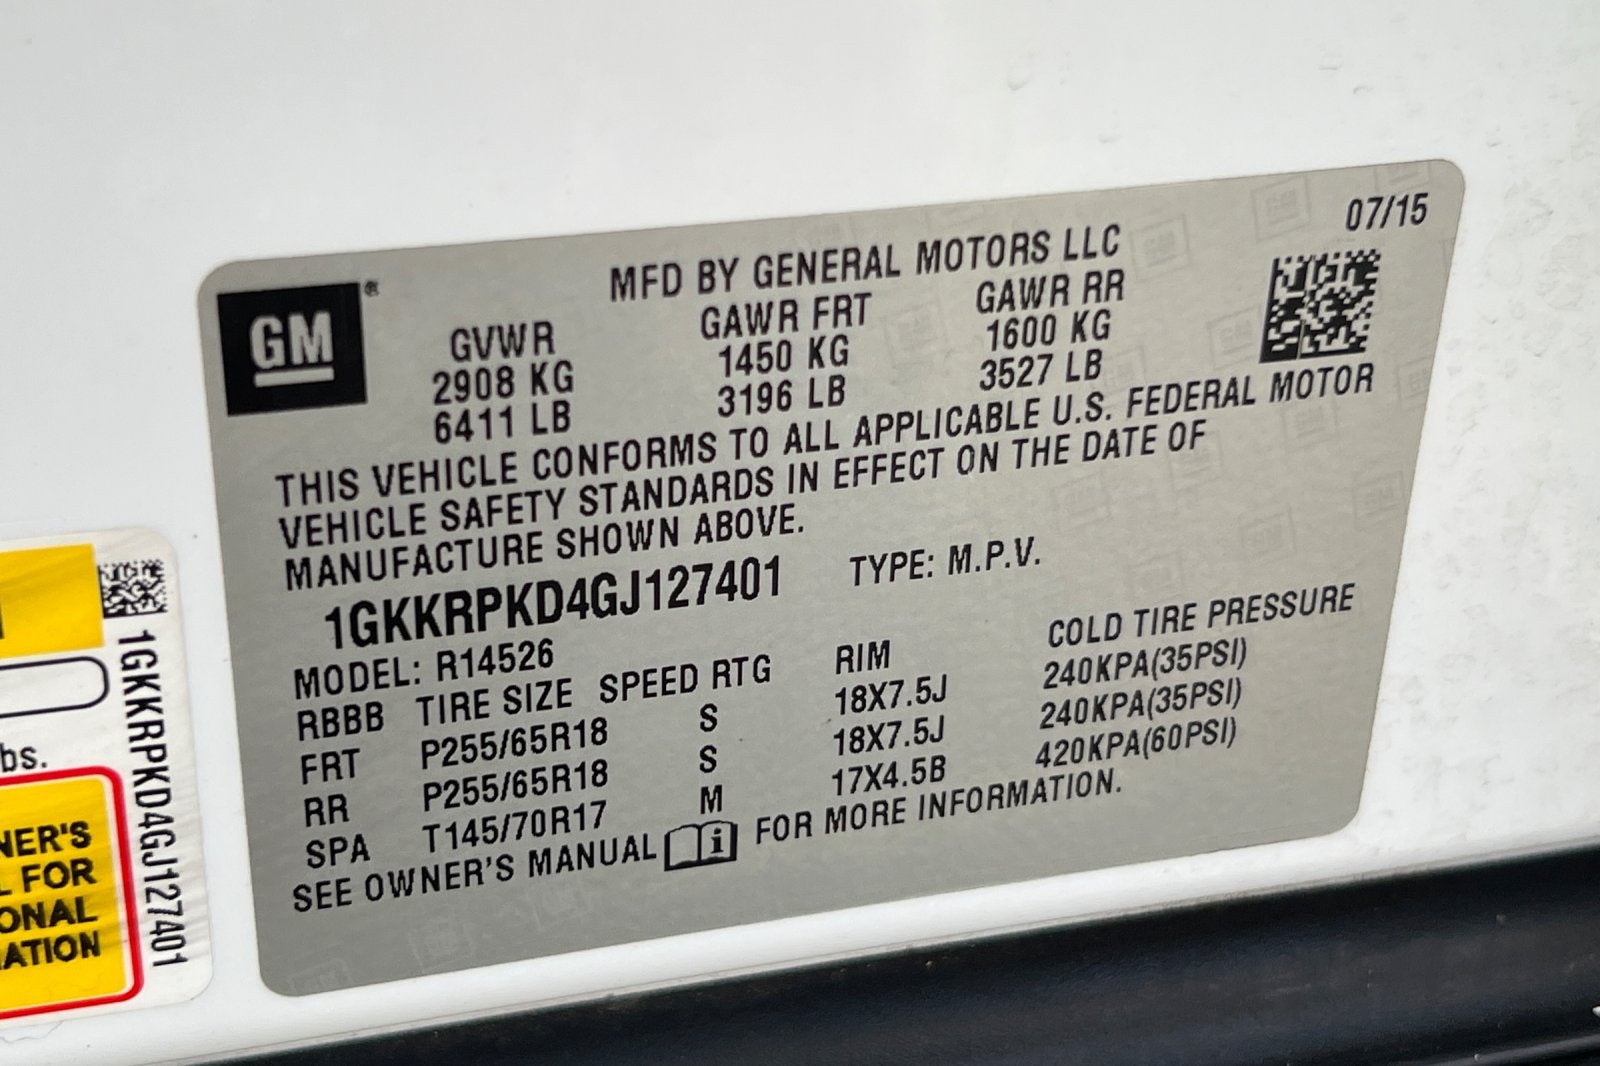 07/15
GM®
MFD BY GENERAL MOTORS LLC
GVWR GAWR FRT GAWR RR
2908 KG 1450 KG 1600 KG
6411 LB 3196 LB 3527 LB
THIS VEHICLE CONFORMS TO ALL APPLICABLE U.S. FEDERAL MOTOR
VEHICLE SAFETY STANDARDS IN EFFECT ON THE DATE OF
MANUFACTURE SHOWN ABOVE.
1GKKRPKD4GJ127401 TYPE: M.P.V.
MODEL: R14526
RBBB TIRE SIZE SPEED RTG RIM COLD TIRE PRESSURE
FRT P255/65R18 S 18X7.5J 240KPA(35PSI)
RR P255/65R18 S 18X7.5J 240KPA(35PSI)
SPA T145/70R17 M 17X4.5B 420KPA(60PSI)
SEE OWNER'S MANUAL FOR MORE INFORMATION.
1GKKRPKD4GJ127401
bs.
NER'S
L FOR
ONAL
ATION